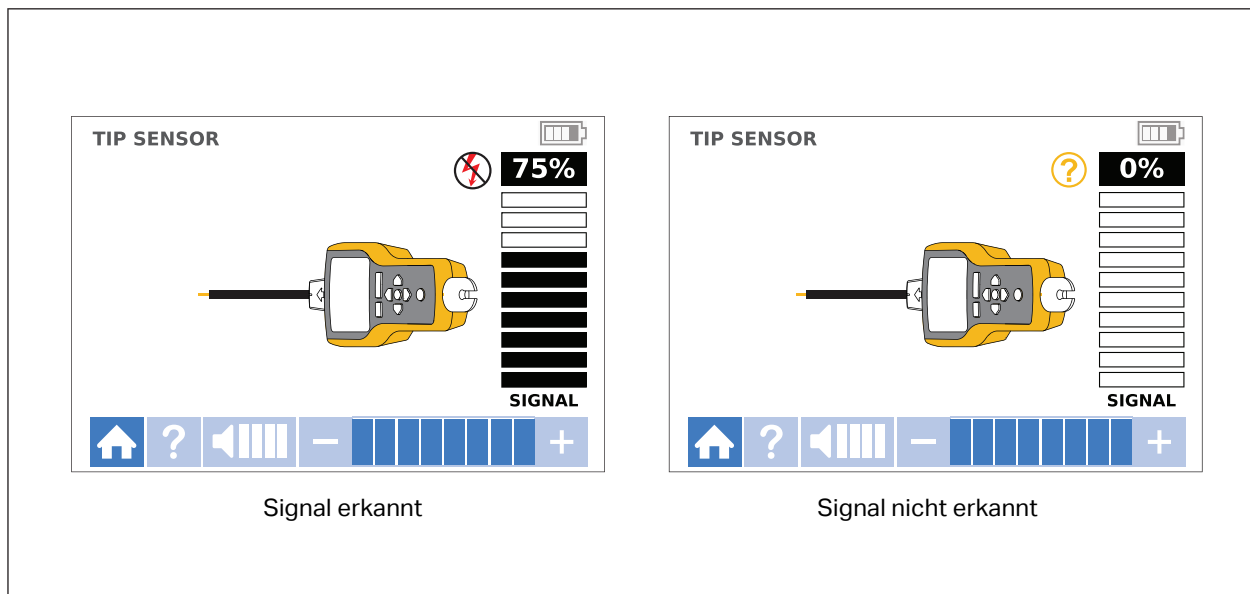 TIP SENSOR
75%
SIGNAL
?
−
+
Signal erkannt
TIP SENSOR
?
0%
SIGNAL
?
−
+
Signal nicht erkannt